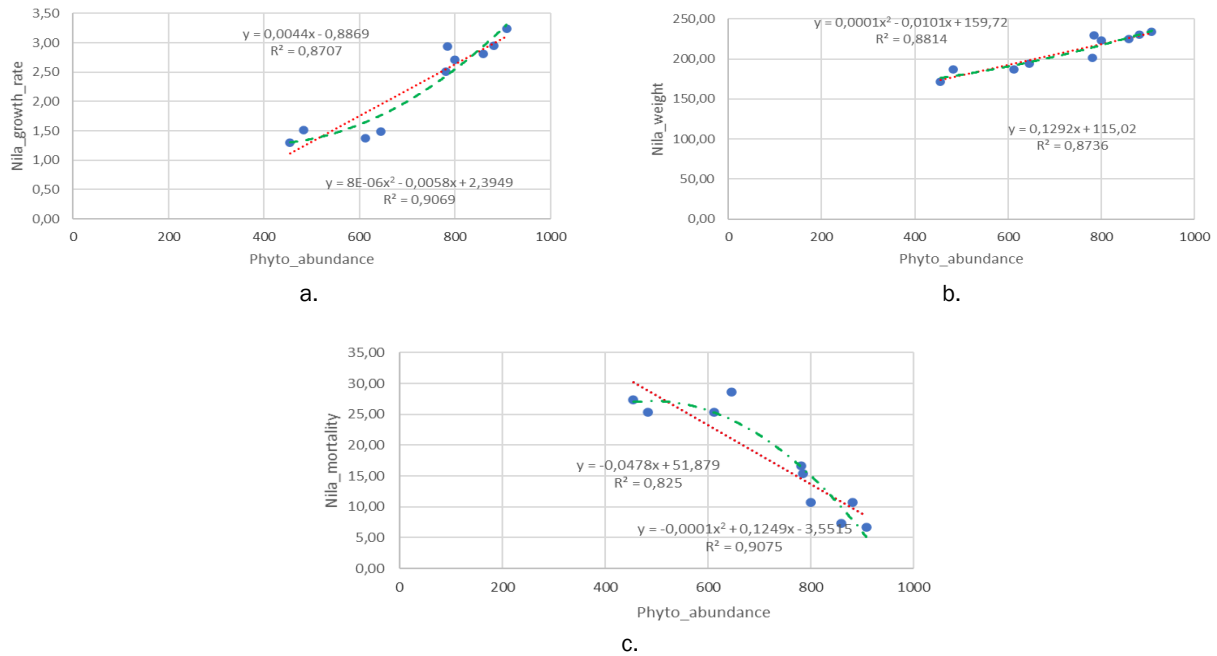 3,50
3,00
2,50
2,00
1,50
1,00
0,50
0,00
Nila_growth_rate
y = 0,0044x - 0,8869
R² = 0,8707
y = 8E-06x² - 0,0058x + 2,3949
R² = 0,9069
0 200 400 600 800 1000
Phyto_abundance
a.
250,00
200,00
150,00
100,00
50,00
0,00
Nila_weight
y = 0,0001x² - 0,0101x + 159,72
R² = 0,8814
y = 0,1292x + 115,02
R² = 0,8736
0 200 400 600 800 1000
Phyto_abundance
b.
35,00
30,00
25,00
20,00
15,00
10,00
5,00
0,00
Nila_mortality
y = -0,0478x + 51,879
R² = 0,825
y = -0,0001x² + 0,1249x - 3,5515
R² = 0,9075
0 200 400 600 800 1000
Phyto_abundance
c.